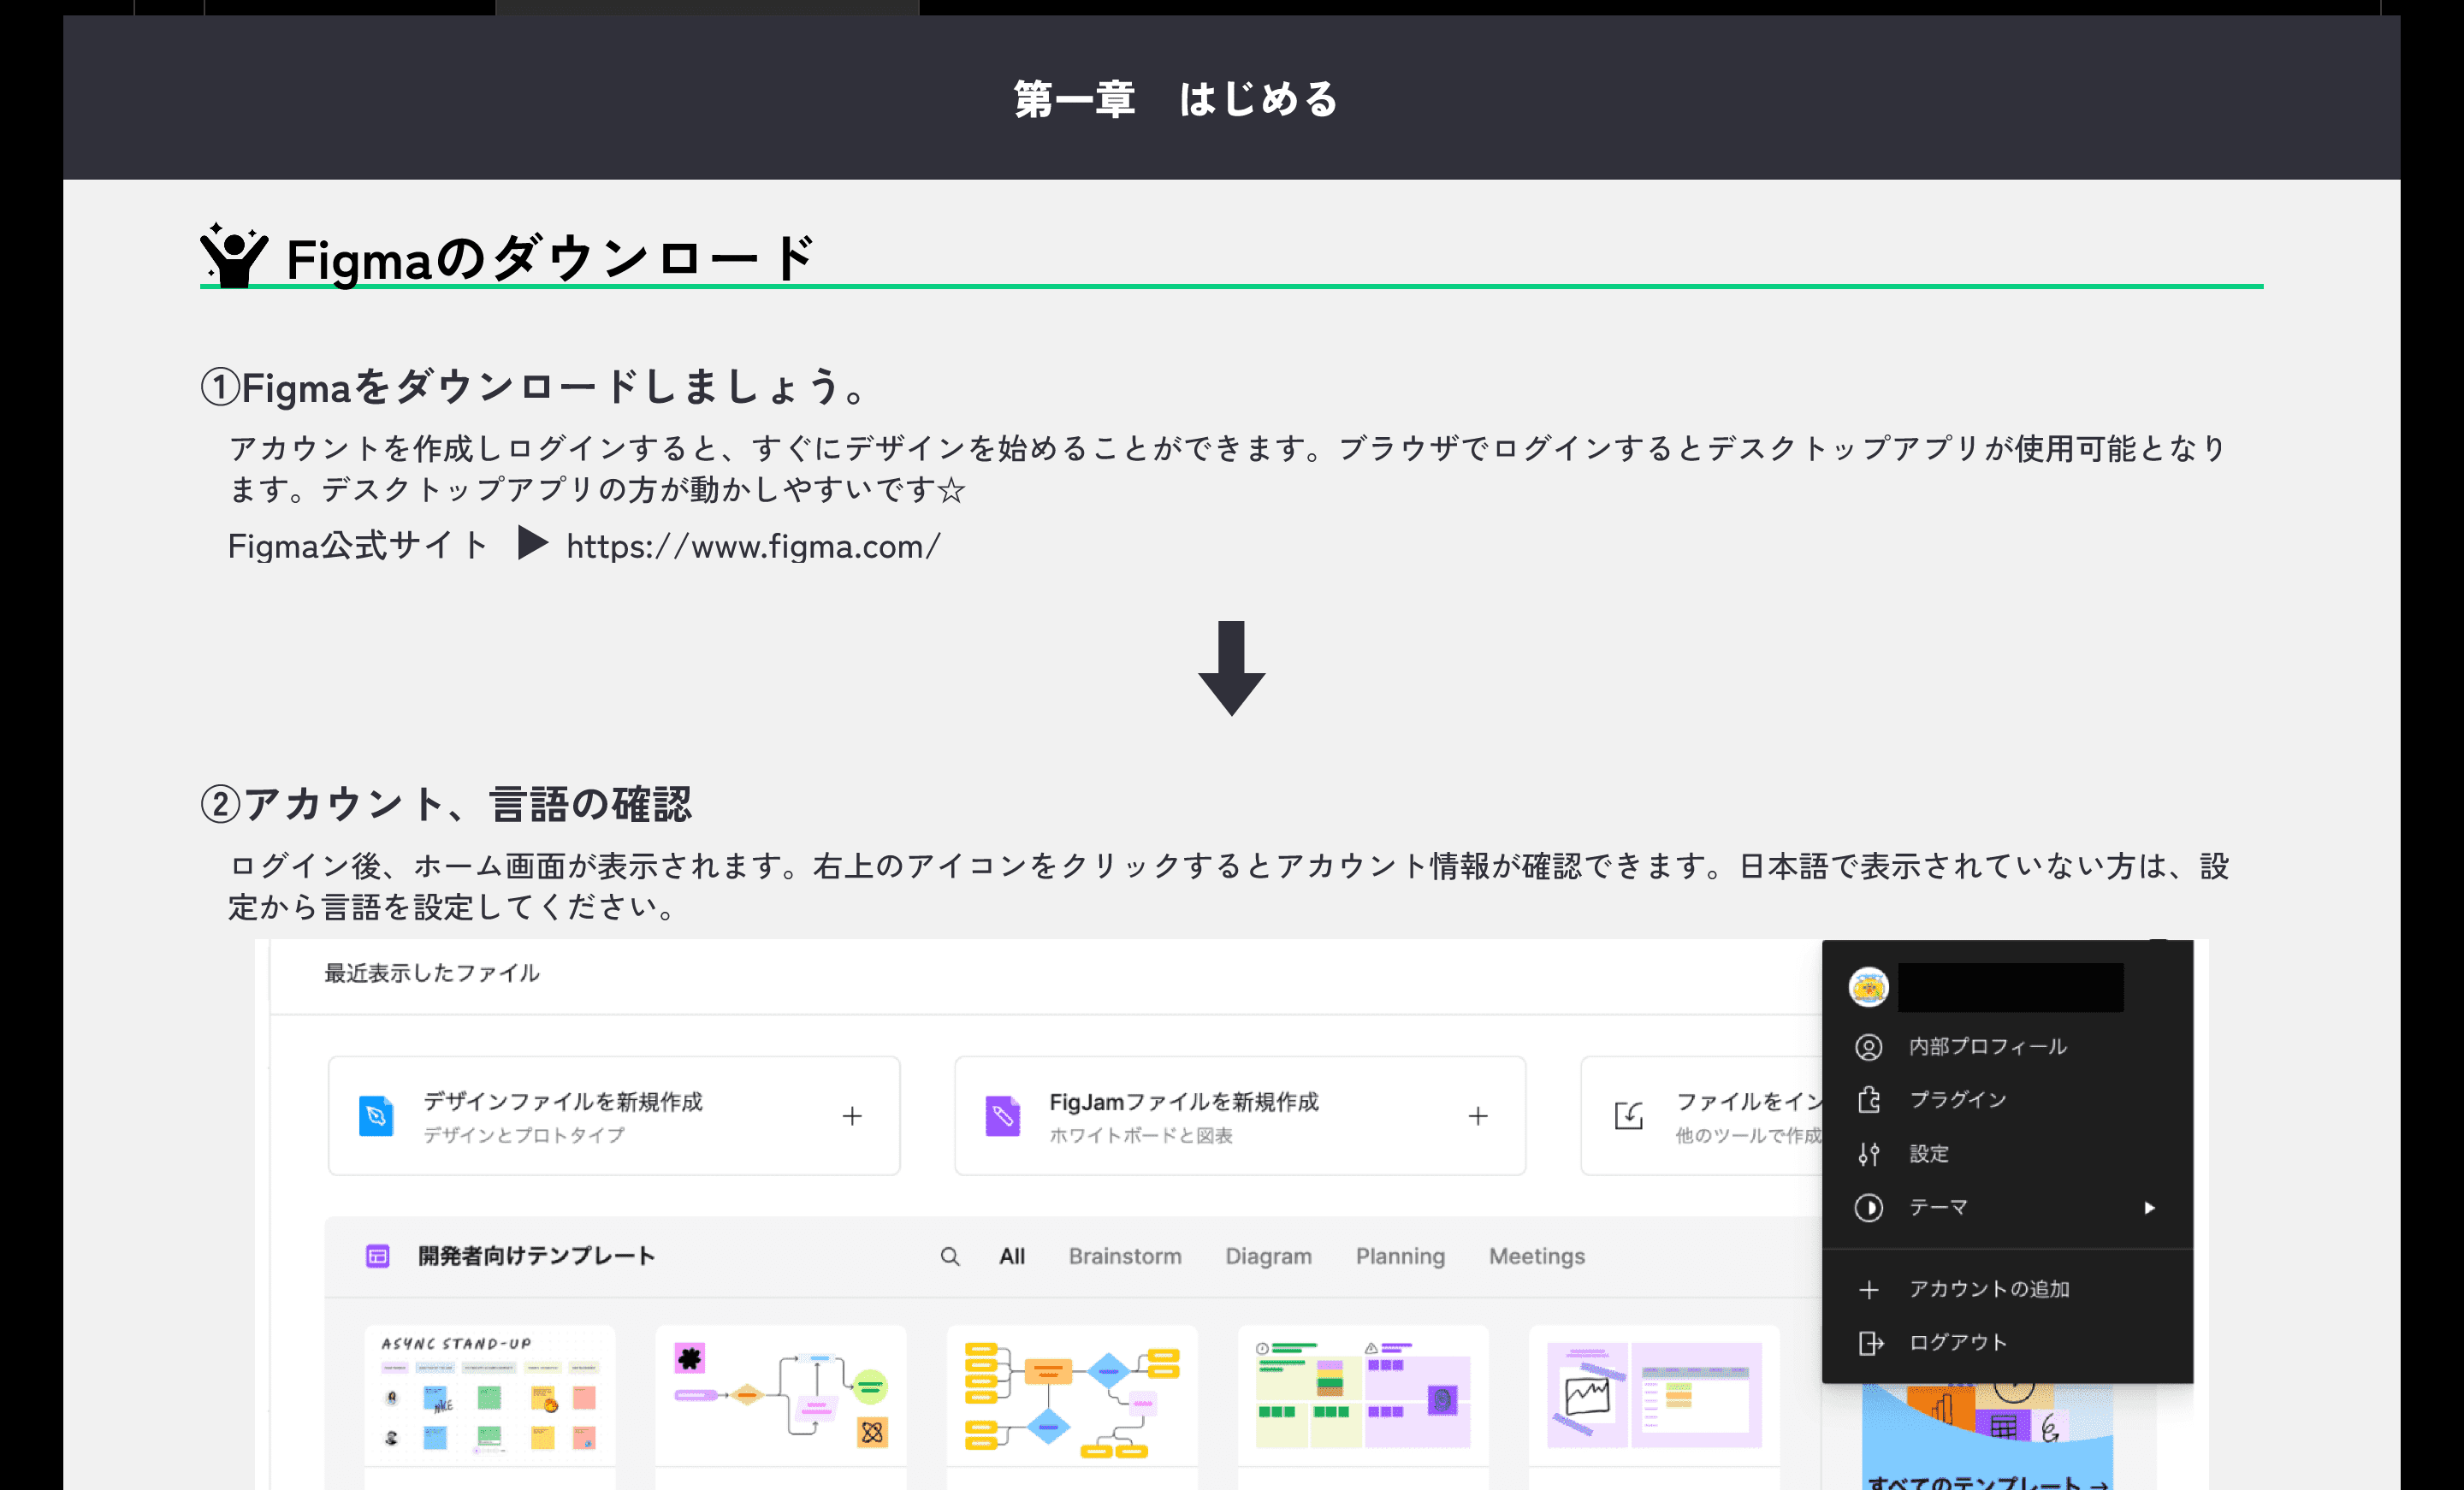 第一章　はじめる
Figmaのダウンロード
①Figmaをダウンロードしましょう。
アカウントを作成しログインすると、すぐにデザインを始めることができます。ブラウザでログインするとデスクトップアプリが使用可能となり
ます。デスクトップアプリの方が動かしやすいです☆
Figma公式サイト ▶ https://www.figma.com/
②アカウント、言語の確認
ログイン後、ホーム画面が表示されます。右上のアイコンをクリックするとアカウント情報が確認できます。日本語で表示されていない方は、設
定から言語を設定してください。
最近表示したファイル
デザインファイルを新規作成
デザインとプロトタイプ
FigJamファイルを新規作成
ホワイトボードと図表
ファイルをイン
他のツールで作成
内部プロフィール
プラグイン
設定
テーマ
アカウントの追加
ログアウト
開発者向けテンプレート
All Brainstorm Diagram Planning Meetings
ASYNC STAND-UP
すべてのテンプレート →